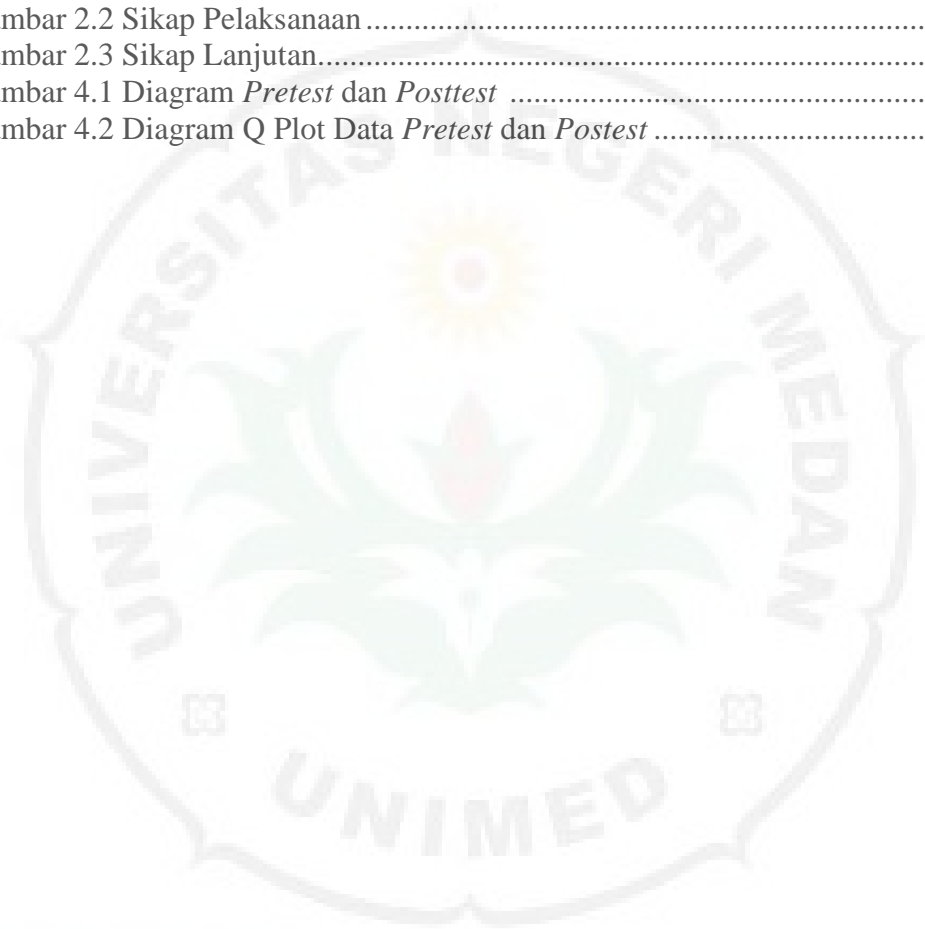 mbar 2.2 Sikap Pelaksanaan ........................................................................
mbar 2.3 Sikap Lanjutan..............................................................................
mbar 4.1 Diagram Pretest dan Posttest ......................................................
mbar 4.2 Diagram Q Plot Data Pretest dan Postest ...................................
UNIVERSITAS NEGERI MEDAN
UNIMED